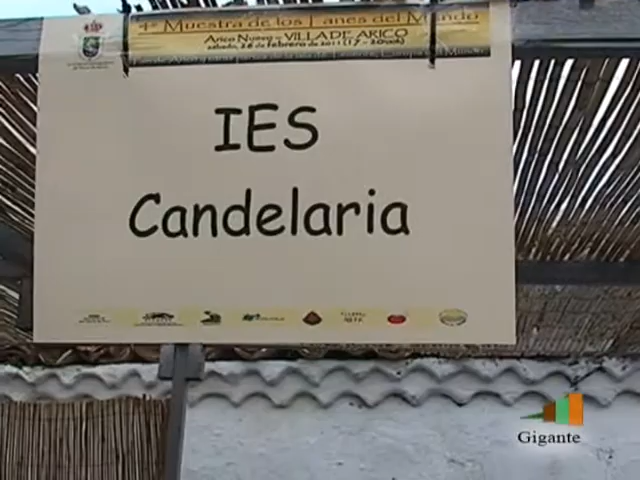 4ª Muestra de los Panes del Mundo
Arico Nuevo - VILLA DE ARICO
sábado, 26 de febrero de 2011 (17 - 20:00h)
IES
Candelaria
Gigante